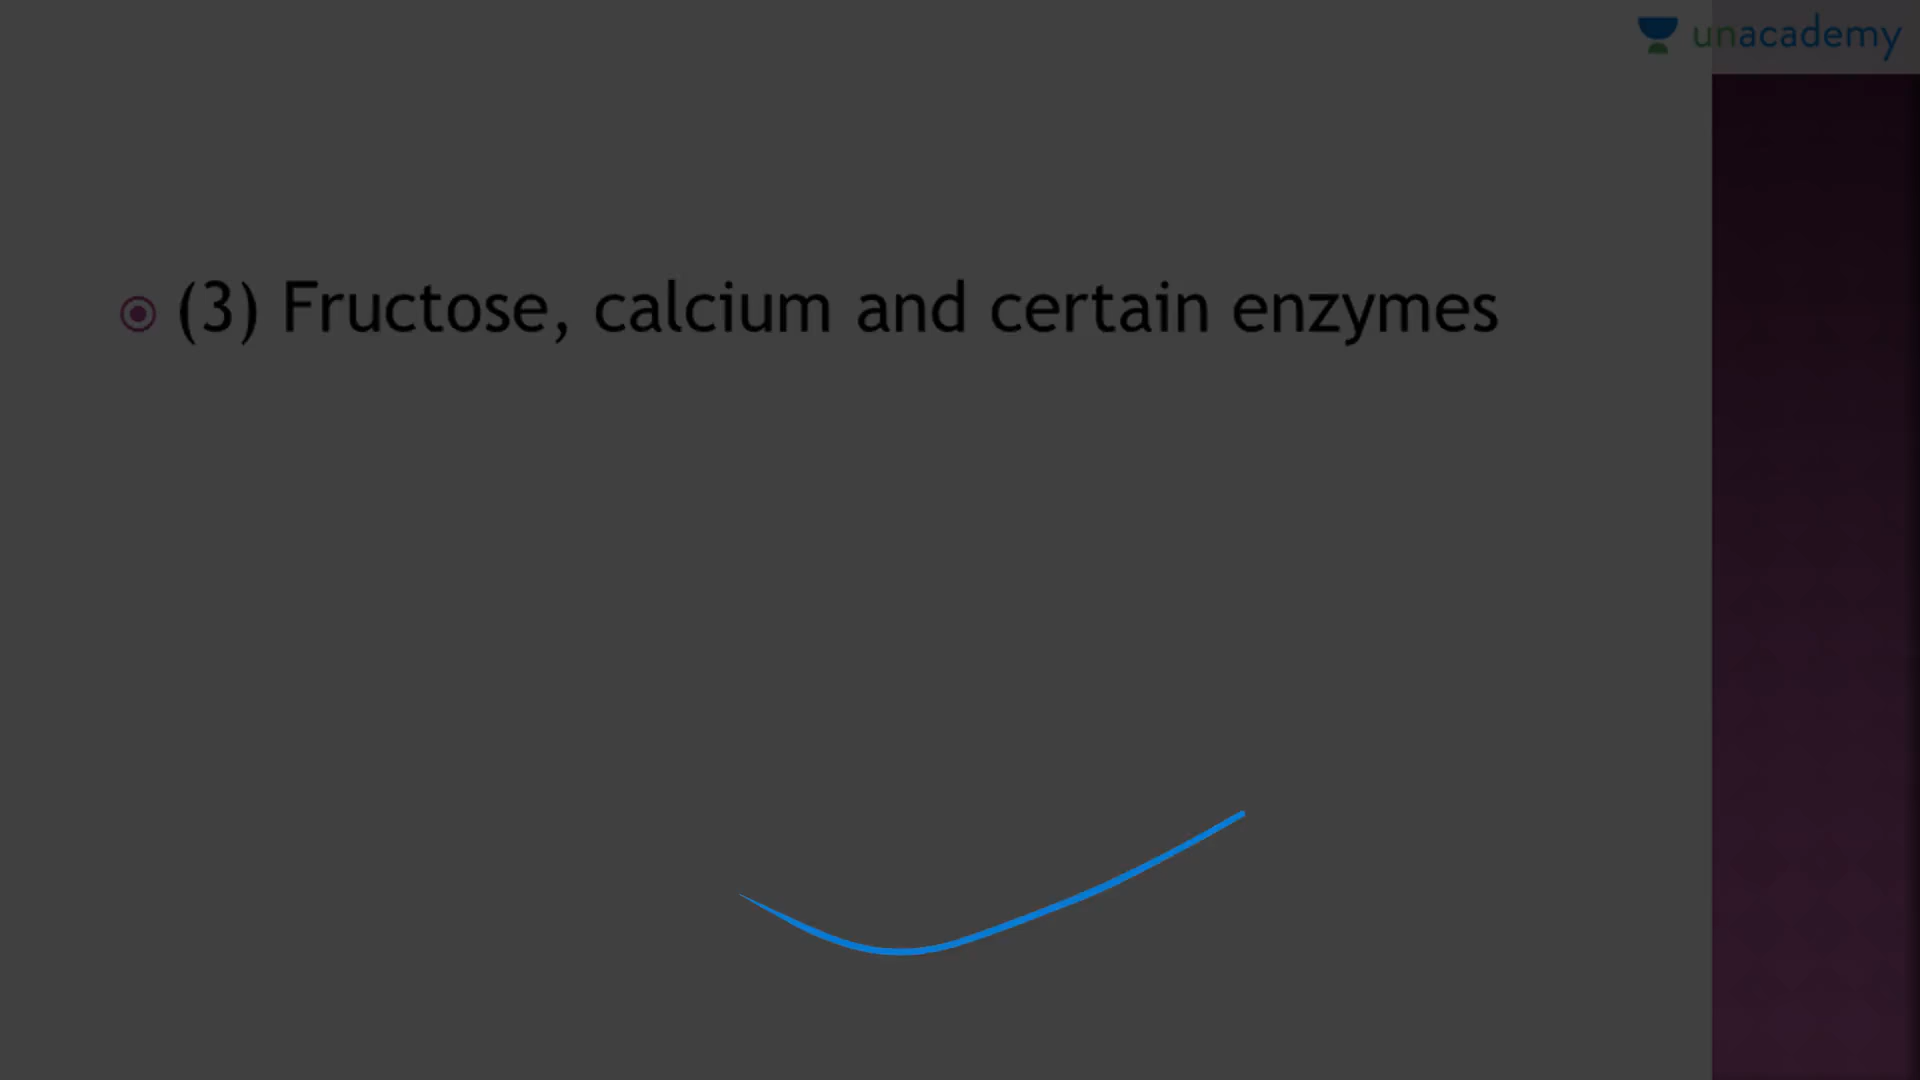 unacademy
(3) Fructose, calcium and certain enzymes